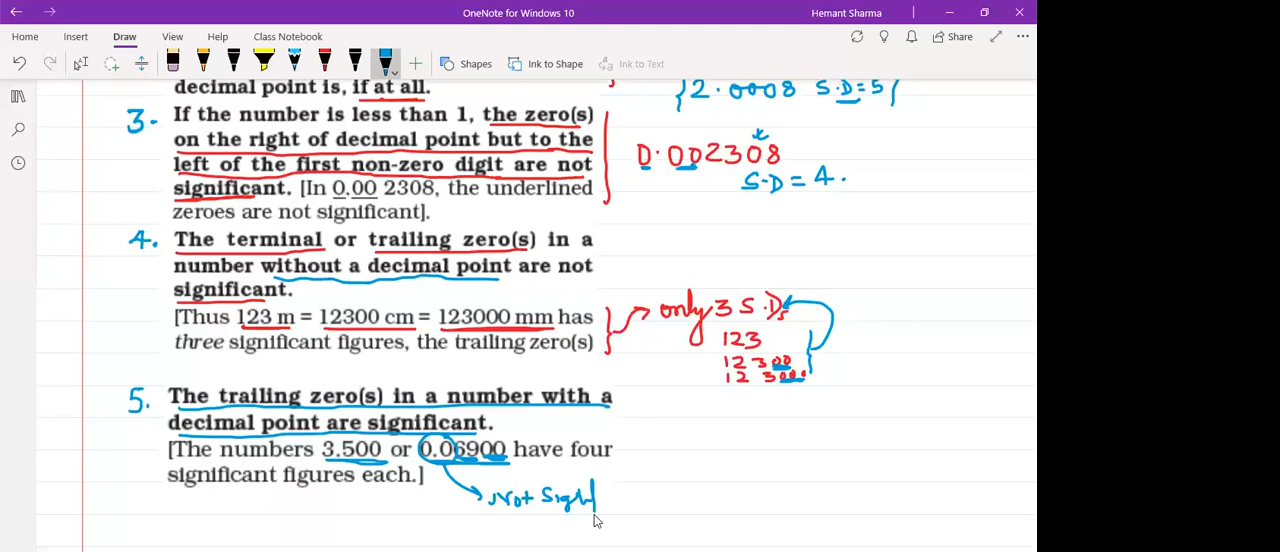 OneNote for Windows 10
Hemant Sharma
Home Insert Draw View Help Class Notebook
Share
Shapes
Ink to Shape
Ink to Text
decimal point is, if at all.
12.0008 S.D=5
3. If the number is less than 1, the zero(s)
on the right of decimal point but to the
left of the first non-zero digit are not
significant. [In 0.00 2308, the underlined
zeroes are not significant].
0.002308
S.D = 4.
4. The terminal or trailing zero(s) in a
number without a decimal point are not
significant.
[Thus 123 m = 12300 cm = 123000 mm has
three significant figures, the trailing zero(s)
only 3 S.Ds
123
12 300
12 3000
5. The trailing zero(s) in a number with a
decimal point are significant.
[The numbers 3.500 or 0.06900 have four
significant figures each.]
Not